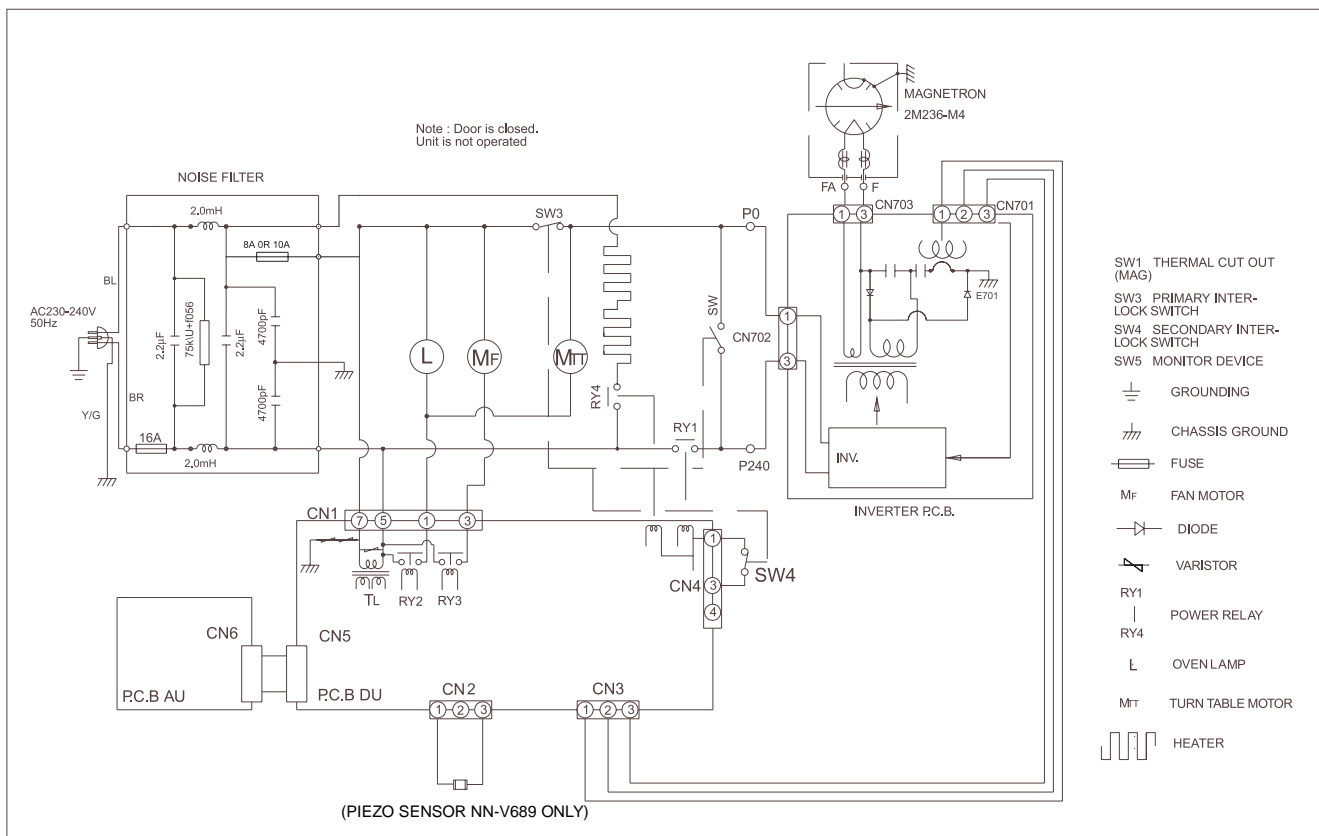 MAGNETRON
2M236-M4
Note : Door is closed.
Unit is not operated
NOISE FILTER
FA
F
CN703
CN701
1
3
1
2
3
2.0mH
SW3
P0
8A 0R 10A
BL
E701
SW1 THERMAL CUT OUT
(MAG)
SW3 PRIMARY INTER-
LOCK SWITCH
SW4 SECONDARY INTER-
LOCK SWITCH
SW5 MONITOR DEVICE
AC230-240V
50Hz
2.2µF
75k\U+f056
2.2µF
4700pF
4700pF
SW
CN702
1
3
L
MF
MTT
RY4
BR
Y/G
16A
2.0mH
RY1
P240
INV.
INVERTER P.C.B.
GROUNDING
CHASSIS GROUND
FUSE
MF FAN MOTOR
DIODE
VARISTOR
RY1
POWER RELAY
RY4
L OVEN LAMP
MTT TURN TABLE MOTOR
HEATER
CN1
7
5
1
3
1
3
4
CN4
SW4
TL
RY2
RY3
CN6
CN5
P.C.B AU
P.C.B DU
CN2
1
2
3
CN3
1
2
3
(PIEZO SENSOR NN-V689 ONLY)